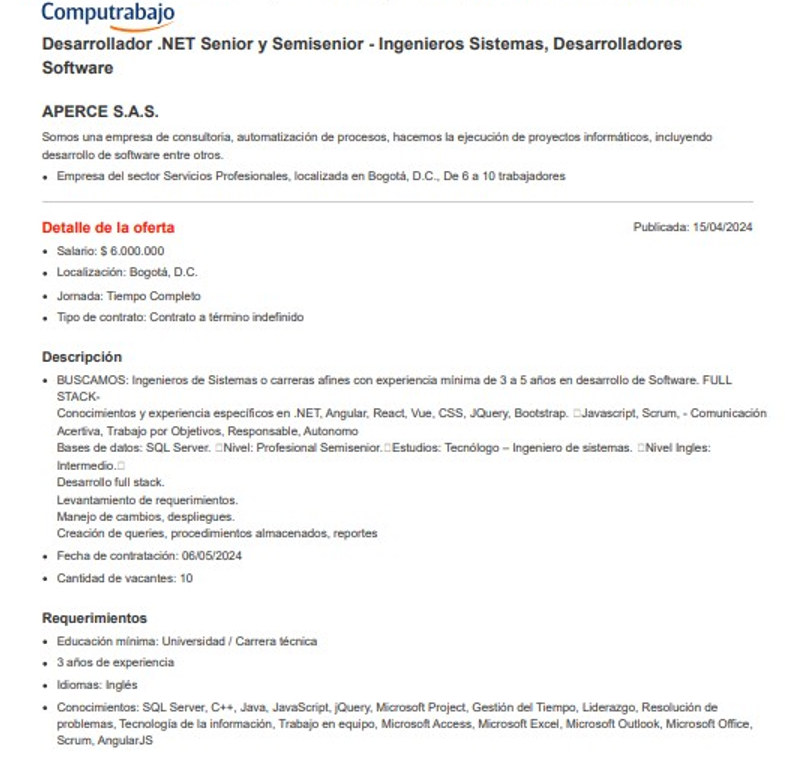 Computrabajo
Desarrollador .NET Senior y Semisenior - Ingenieros Sistemas, Desarrolladores
Software
APERCE S.A.S.
Somos una empresa de consultoria, automatización de procesos, hacemos la ejecución de proyectos informáticos, incluyendo
desarrollo de software entre otros.
• Empresa del sector Servicios Profesionales, localizada en Bogotá, D.C., De 6 a 10 trabajadores
Detalle de la oferta
Publicada: 15/04/2024
• Salario: $ 6.000.000
• Localización: Bogotá, D.C.
• Jornada: Tiempo Completo
• Tipo de contrato: Contrato a término indefinido
Descripción
• BUSCAMOS: Ingenieros de Sistemas o carreras afines con experiencia mínima de 3 a 5 años en desarrollo de Software. FULL
STACK-
Conocimientos y experiencia específicos en .NET, Angular, React, Vue, CSS, JQuery, Bootstrap. □Javascript, Scrum, - Comunicación
Acertiva, Trabajo por Objetivos, Responsable, Autonomo
Bases de datos: SQL Server. □Nivel: Profesional Semisenior.□Estudios: Tecnólogo – Ingeniero de sistemas. □Nivel Ingles:
Intermedio.□
Desarrollo full stack.
Levantamiento de requerimientos.
Manejo de cambios, despliegues.
Creación de queries, procedimientos almacenados, reportes
• Fecha de contratación: 06/05/2024
• Cantidad de vacantes: 10
Requerimientos
• Educación mínima: Universidad / Carrera técnica
• 3 años de experiencia
• Idiomas: Inglés
• Conocimientos: SQL Server, C++, Java, JavaScript, jQuery, Microsoft Project, Gestión del Tiempo, Liderazgo, Resolución de
problemas, Tecnología de la información, Trabajo en equipo, Microsoft Access, Microsoft Excel, Microsoft Outlook, Microsoft Office,
Scrum, AngularJS